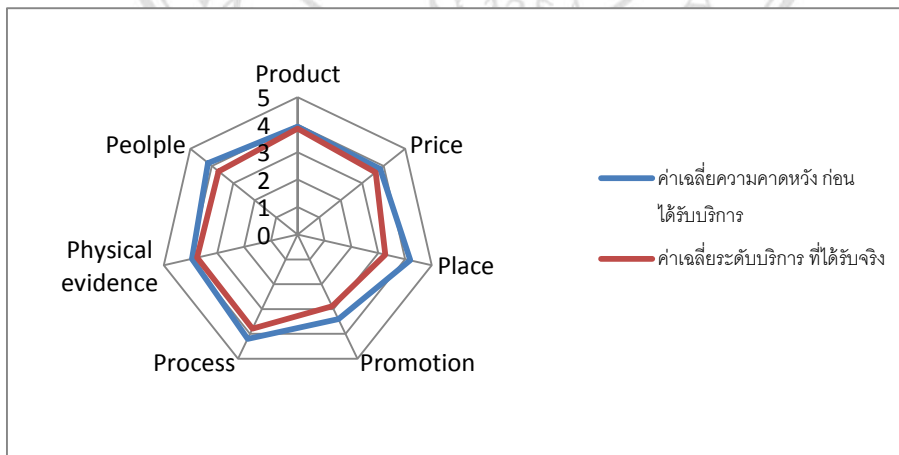 Product
5
4
3
2
1
0
Price
Place
Promotion
Process
Physical
evidence
Peolple
ค่าเฉลี่ยความคาดหวัง ก่อน
ได้รับบริการ
ค่าเฉลี่ยระดับบริการ ที่ได้รับจริง